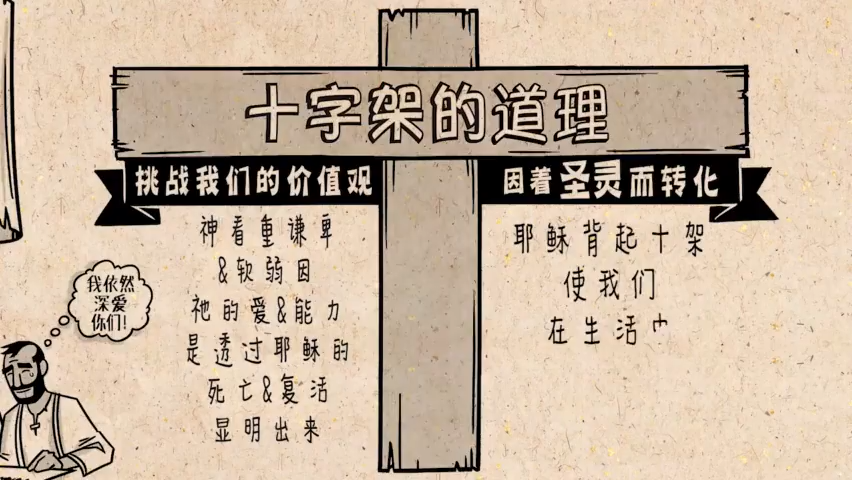 十字架的道理
挑战我们的价值观
神看重谦卑
&软弱因
祂的爱&能力
是透过耶稣的
死亡&复活
显明出来
因着圣灵而转化
耶稣背起十架
使我们
在生活
我依然
深爱
你们!